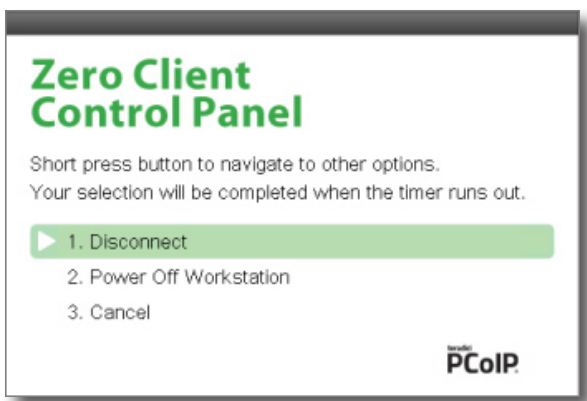 Zero Client
Control Panel
Short press button to navigate to other options.
Your selection will be completed when the timer runs out.
1. Disconnect
2. Power Off Workstation
3. Cancel
teradici
PCoIP